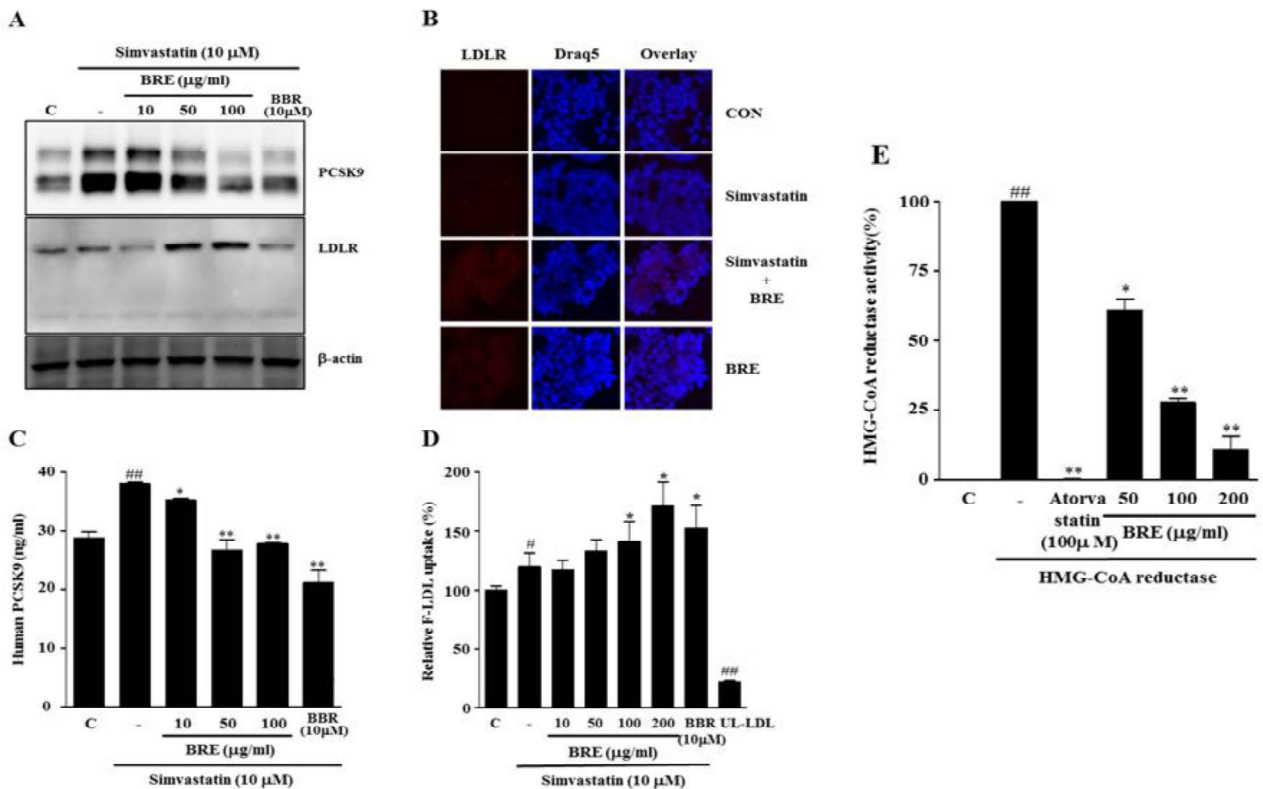 A
Simvastatin (10 μM)
BRE (μg/ml)
C - 10 50 100 BBR (10μM)
PCSK9
LDLR
β-actin
B
LDLR Draq5 Overlay
CON
Simvastatin
Simvastatin
+
BRE
BRE
C
Human PCSK9 (ng/ml)
40
30
20
10
0
## * ** ** **
C - 10 50 100 BBR (10μM)
BRE (μg/ml)
Simvastatin (10 μM)
D
Relative F-LDL uptake (%)
200
150
100
50
0
# * * * ##
C - 10 50 100 200 BBR UL-LDL
(10μM)
BRE (μg/ml)
Simvastatin (10 μM)
E
HMG-CoA reductase activity(%)
100
75
50
25
0
## ** * ** **
C - Atorva 50 100 200
statin
(100μ M)
BRE (μg/ml)
HMG-CoA reductase